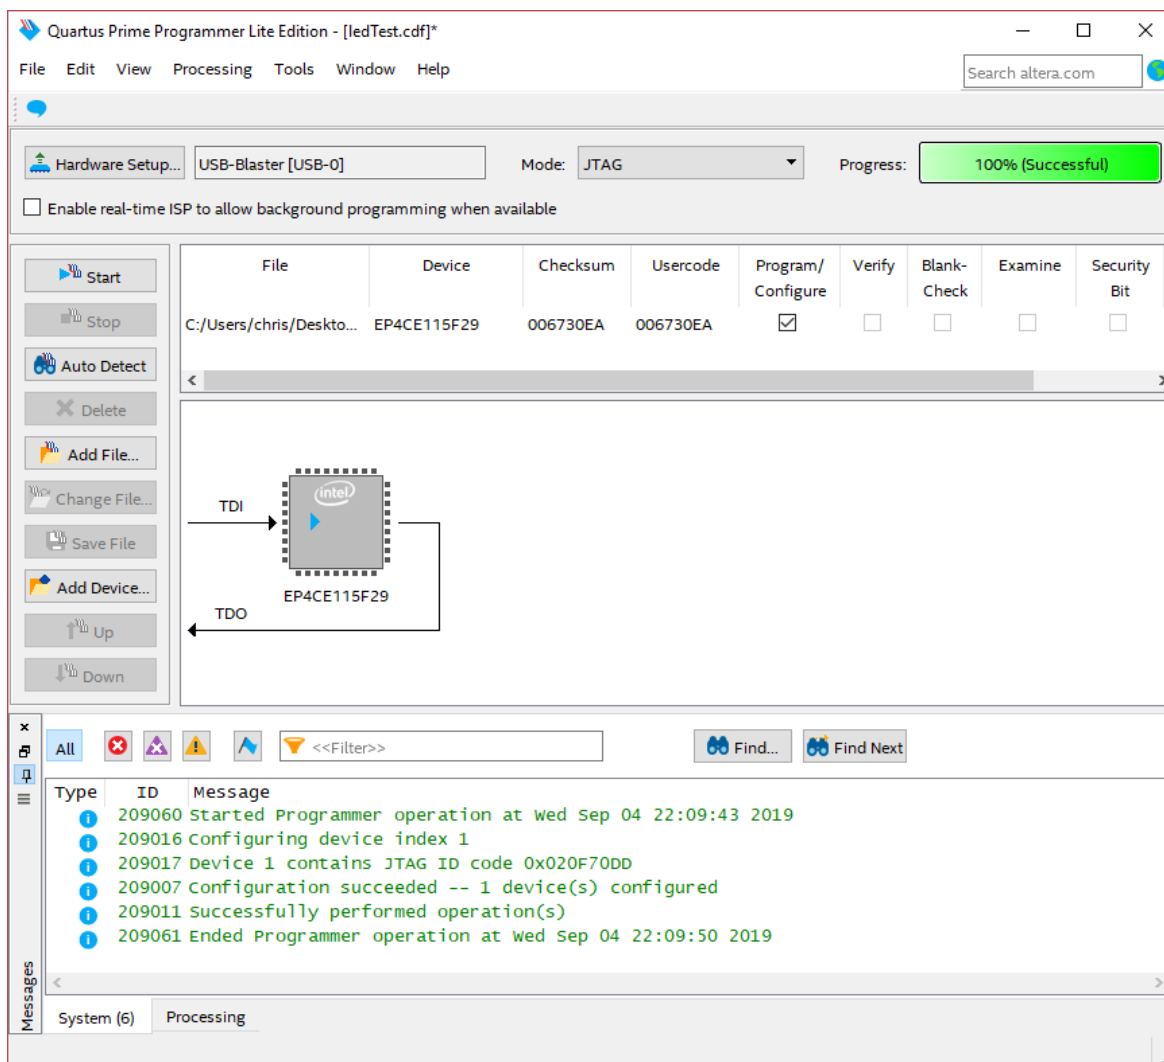 Quartus Prime Programmer Lite Edition - [ledTest.cdf]*
File Edit View Processing Tools Window Help
Search altera.com
Hardware Setup... USB-Blaster [USB-0] Mode: JTAG Progress: 100% (Successful)
Enable real-time ISP to allow background programming when available
Start
Stop
Auto Detect
Delete
Add File...
Change File...
Save File
Add Device...
Up
Down
File Device Checksum Usercode Program/ Verify Blank- Examine Security
Configure Check Bit
C:/Users/chris/Deskto... EP4CE115F29 006730EA 006730EA
intel
TDI
EP4CE115F29
TDO
All <<Filter>> Find... Find Next
Type ID Message
209060 Started Programmer operation at Wed Sep 04 22:09:43 2019
209016 Configuring device index 1
209017 Device 1 contains JTAG ID code 0x020F70DD
209007 Configuration succeeded -- 1 device(s) configured
209011 Successfully performed operation(s)
209061 Ended Programmer operation at Wed Sep 04 22:09:50 2019
Messages
System (6) Processing